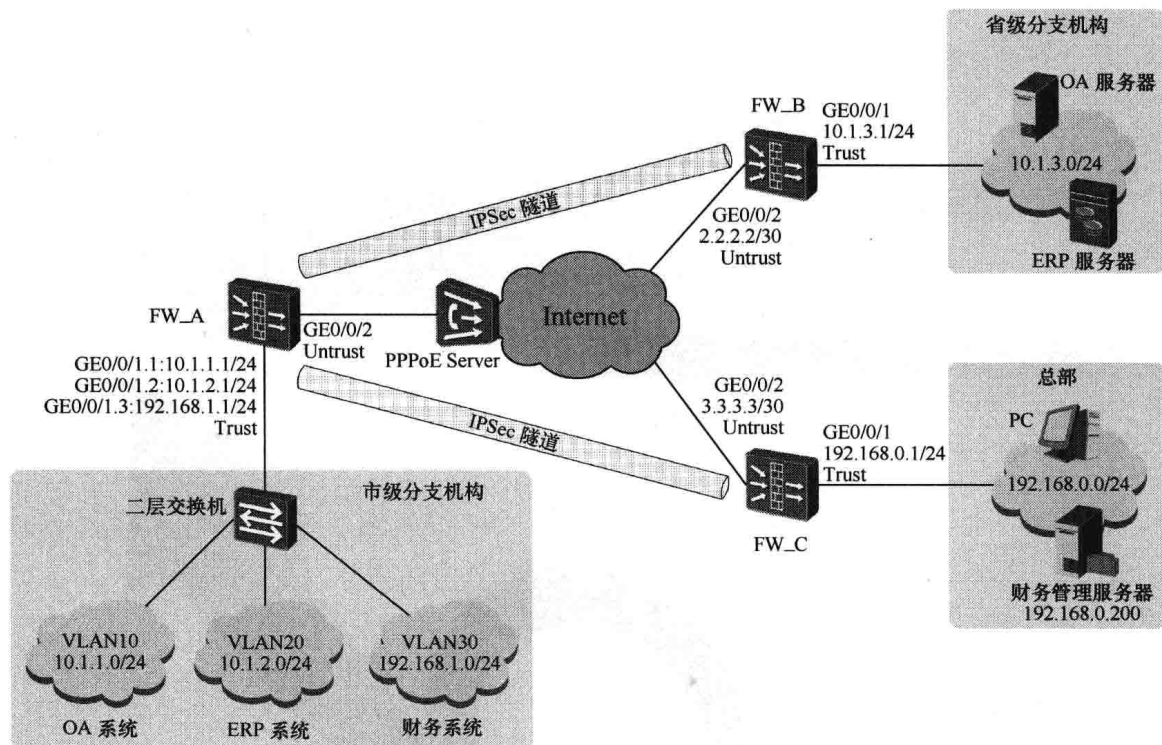 省级分支机构
OA 服务器
FW_B
GE0/0/1
10.1.3.1/24
Trust
10.1.3.0/24
ERP 服务器
IPSec 隧道
GE0/0/2
2.2.2.2/30
Untrust
FW_A
GE0/0/2
Untrust
PPPoE Server
Internet
GE0/0/1.1:10.1.1.1/24
GE0/0/1.2:10.1.2.1/24
GE0/0/1.3:192.168.1.1/24
Trust
IPSec 隧道
GE0/0/2
3.3.3.3/30
Untrust
总部
PC
GE0/0/1
192.168.0.1/24
Trust
192.168.0.0/24
FW_C
财务管理服务器
192.168.0.200
市级分支机构
二层交换机
VLAN10
10.1.1.0/24
VLAN20
10.1.2.0/24
VLAN30
192.168.1.0/24
OA 系统
ERP 系统
财务系统